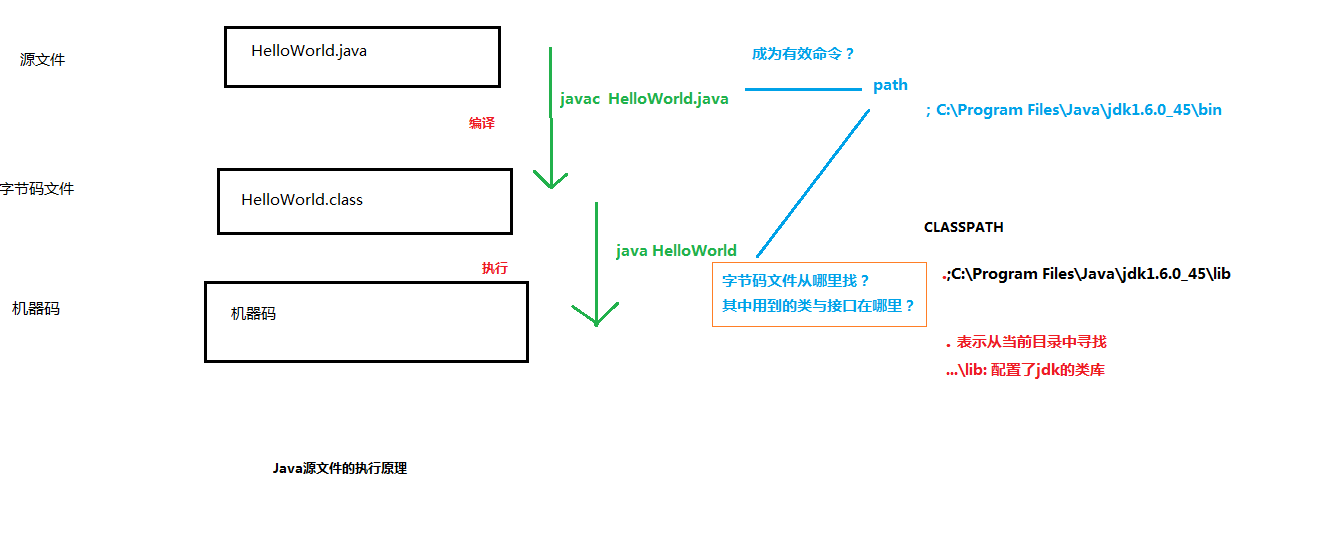 源文件
HelloWorld.java
成为有效命令？
javac HelloWorld.java
path
；C:\Program Files\Java\jdk1.6.0_45\bin
编译
字节码文件
HelloWorld.class
CLASSPATH
java HelloWorld
执行
.;C:\Program Files\Java\jdk1.6.0_45\lib
字节码文件从哪里找？
其中用到的类与接口在哪里？
机器码
机器码
. 表示从当前目录中寻找
...\lib: 配置了jdk的类库
Java源文件的执行原理